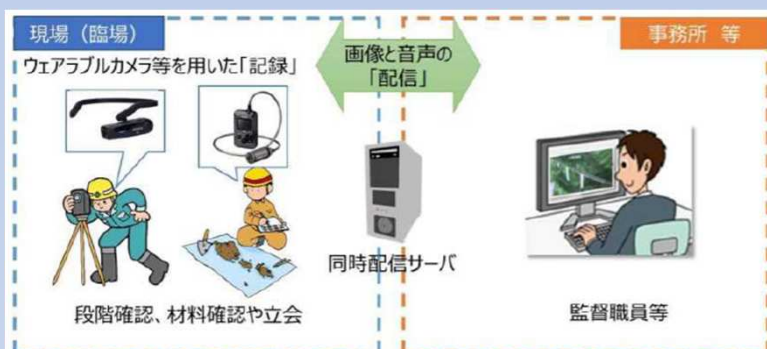 現場（臨場）
ウェアラブルカメラ等を用いた「記録」
画像と音声の
「配信」
事務所 等
同時配信サーバ
段階確認、材料確認や立会
監督職員等